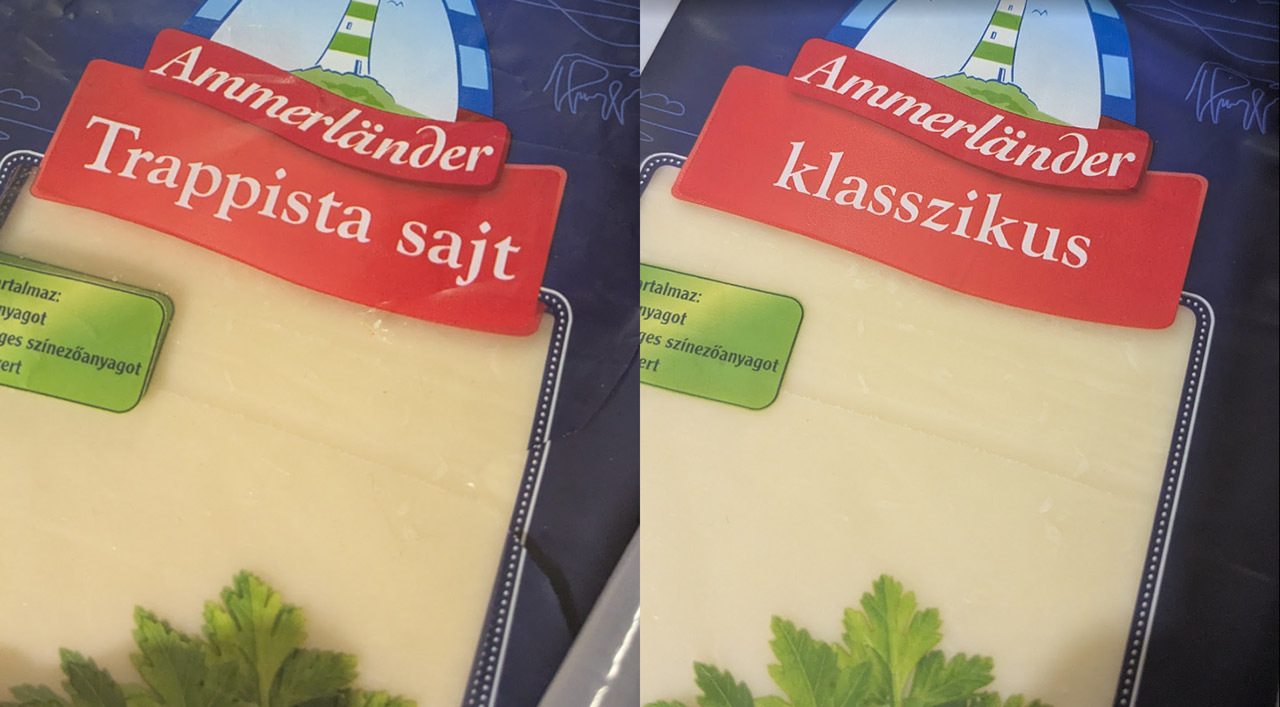 Ammerländer
Trappista sajt
artalmaz:
nyagot
ges színezőanyagot
ert
Ammerländer
klasszikus
artalmaz:
nyagot
ges színezőanyagot
ert